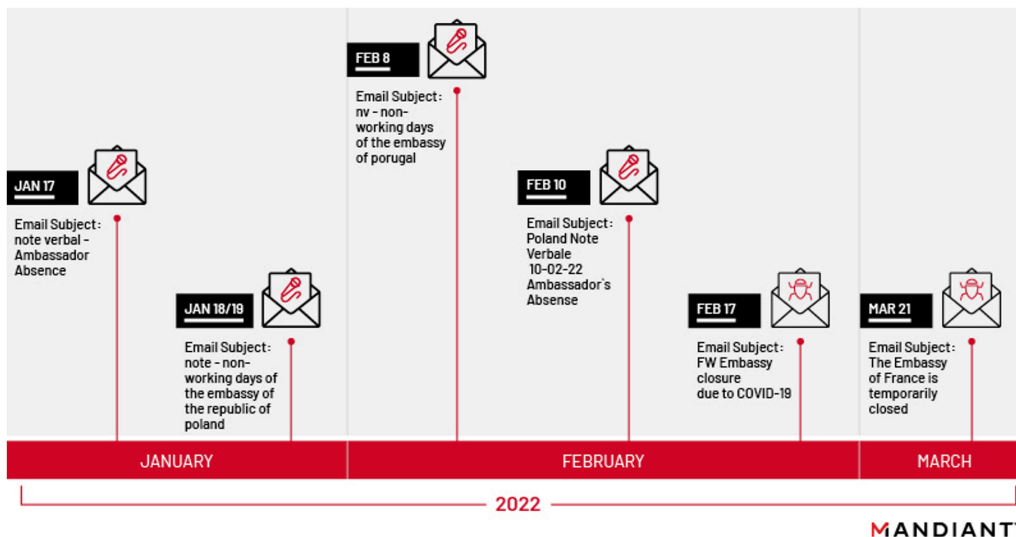 JAN 17
Email Subject:
note verbal -
Ambassador
Absence
JAN 18/19
Email Subject:
note - non-
working days of
the embassy of
the republic of
poland
FEB 8
Email Subject:
nv - non-
working days
of the embassy
of porugal
FEB 10
Email Subject:
Poland Note
Verbale
10-02-22
Ambassador`s
Absense
FEB 17
Email Subject:
FW Embassy
closure
due to COVID-19
MAR 21
Email Subject:
The Embassy
of France is
temporarily
closed
JANUARY
FEBRUARY
MARCH
2022
MANDIANT